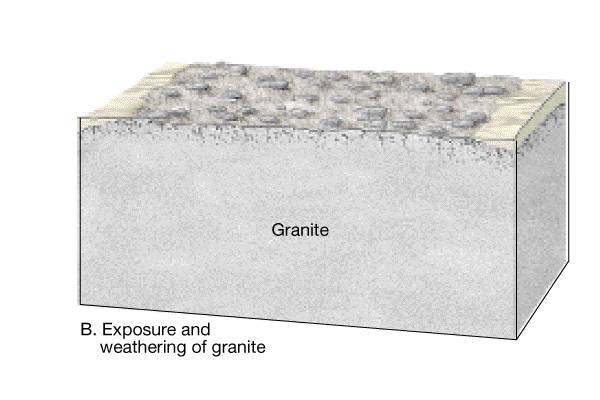 Granite
B. Exposure and
weathering of granite